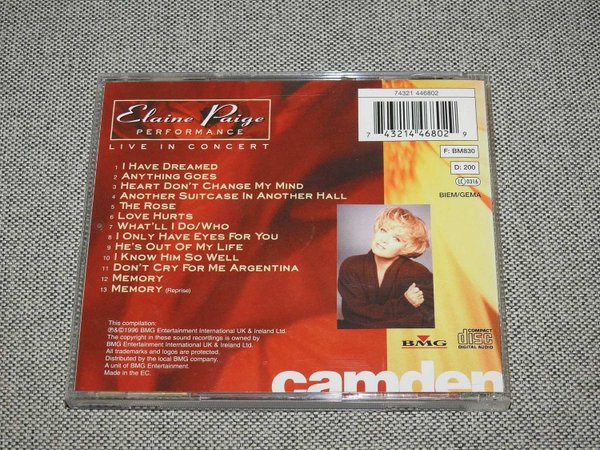 Elaine Paige
PERFORMANCE
LIVE IN CONCERT
1 I HAVE DREAMED
2 ANYTHING GOES
3 HEART DON'T CHANGE MY MIND
4 ANOTHER SUITCASE IN ANOTHER HALL
5 THE ROSE
6 LOVE HURTS
7 WHAT'LL I DO/WHO
8 I ONLY HAVE EYES FOR YOU
9 HE'S OUT OF MY LIFE
10 I KNOW HIM SO WELL
11 DON'T CRY FOR ME ARGENTINA
12 MEMORY
13 MEMORY (Reprise)
This compilation:
℗&©1996 BMG Entertainment International UK & Ireland Ltd.
The copyright in these sound recordings is owned by
BMG Entertainment International UK & Ireland Ltd.
All trademarks and logos are protected.
Distributed by the local BMG company.
A unit of BMG Entertainment.
Made in the EC.
74321 446802
7 43214 46802 9
F: BM830
D: 200
LC 0316
BIEM/GEMA
BMG
COMPACT
disc
DIGITAL AUDIO
camden